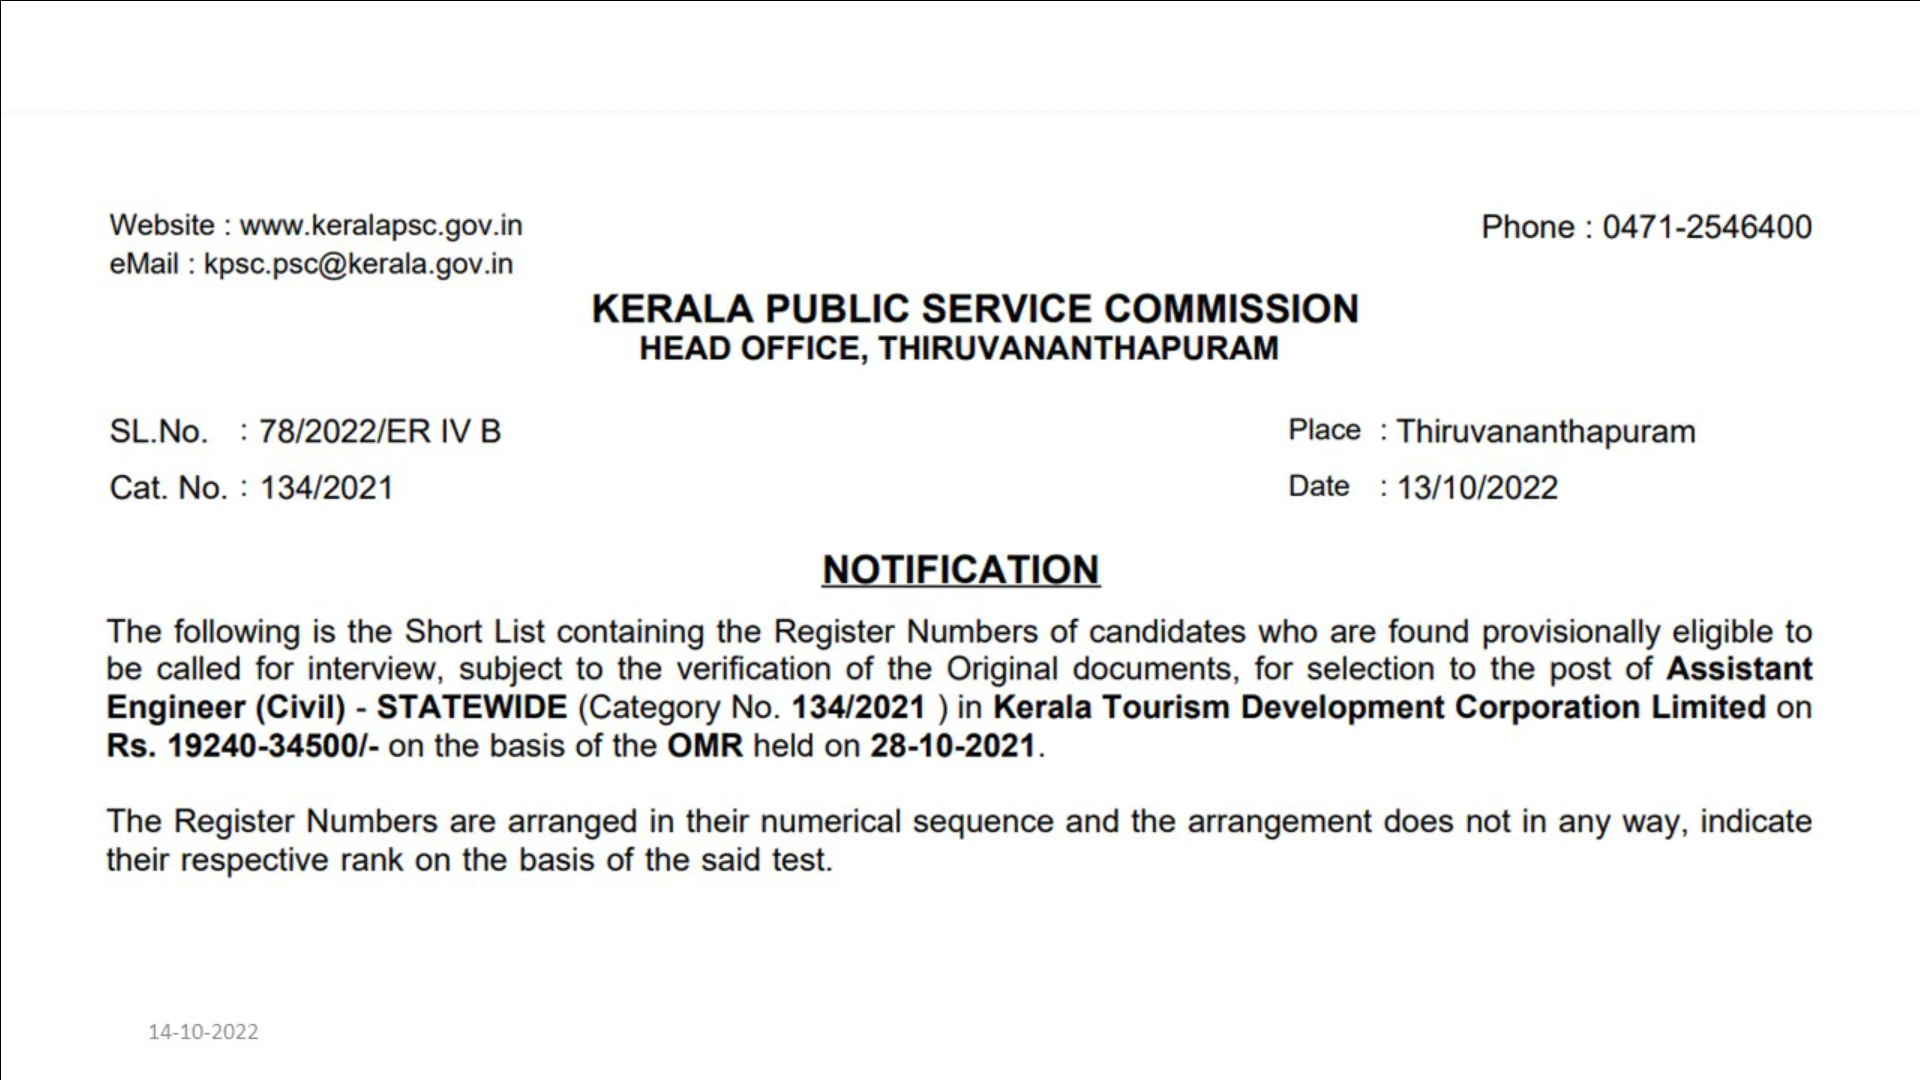 Website : www.keralapsc.gov.in
Phone : 0471-2546400
eMail : kpsc.psc@kerala.gov.in
KERALA PUBLIC SERVICE COMMISSION
HEAD OFFICE, THIRUVANANTHAPURAM
SL.No. : 78/2022/ER IV B
Place : Thiruvananthapuram
Cat. No. : 134/2021
Date : 13/10/2022
NOTIFICATION
The following is the Short List containing the Register Numbers of candidates who are found provisionally eligible to
be called for interview, subject to the verification of the Original documents, for selection to the post of Assistant
Engineer (Civil) - STATEWIDE (Category No. 134/2021 ) in Kerala Tourism Development Corporation Limited on
Rs. 19240-34500/- on the basis of the OMR held on 28-10-2021.
The Register Numbers are arranged in their numerical sequence and the arrangement does not in any way, indicate
their respective rank on the basis of the said test.
14-10-2022